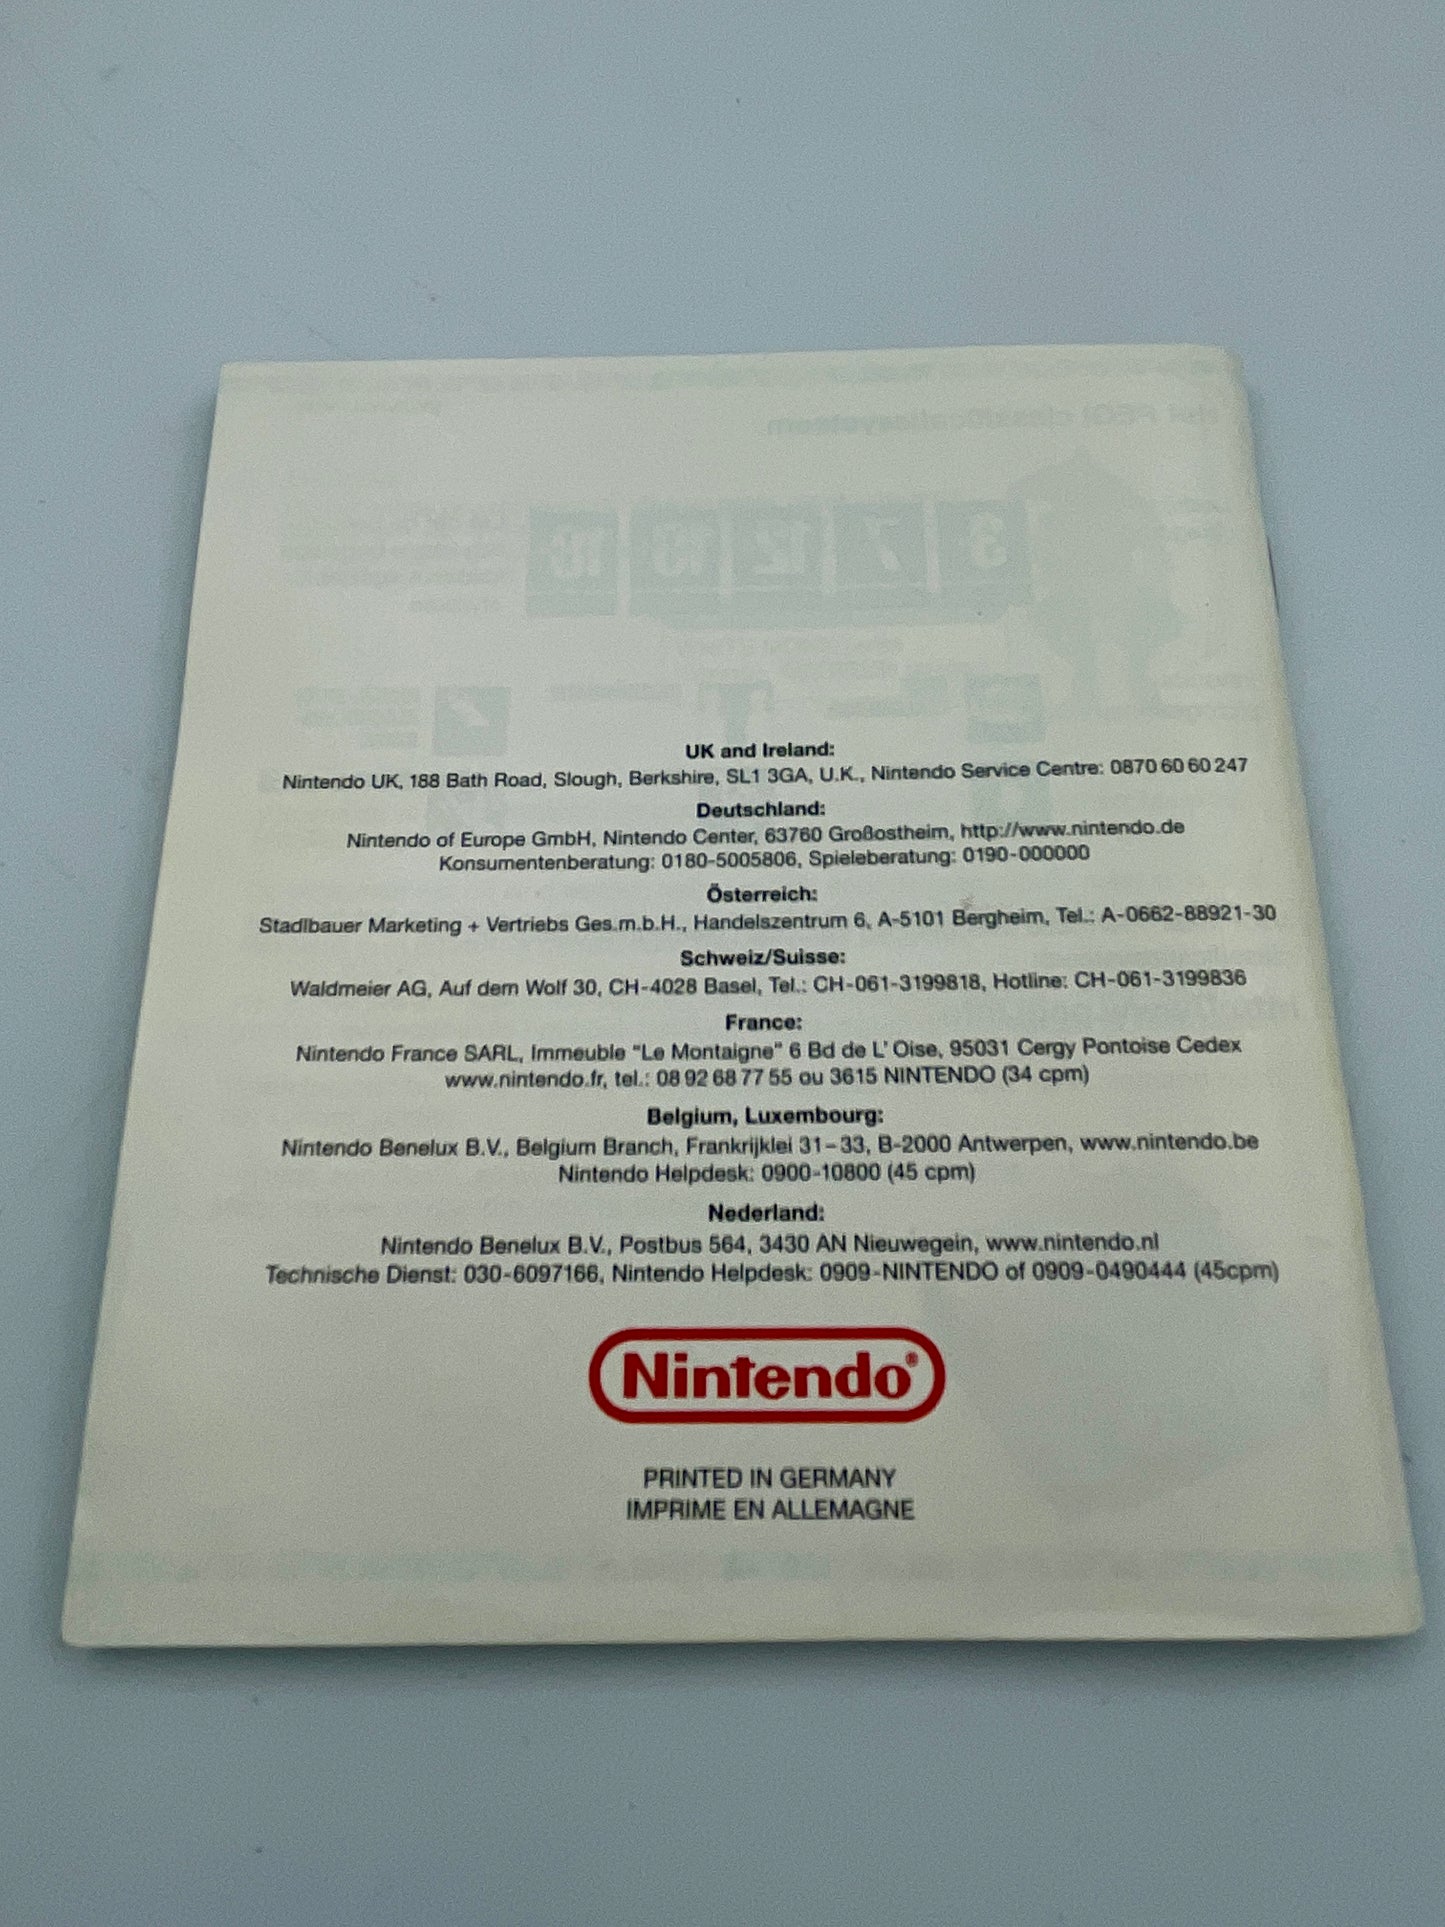 UK and Ireland:
Nintendo UK, 188 Bath Road, Slough, Berkshire, SL1 3GA, U.K., Nintendo Service Centre: 0870 60 60 247
Deutschland:
Nintendo of Europe GmbH, Nintendo Center, 63760 Großostheim, http://www.nintendo.de
Konsumentenberatung: 0180-5005806, Spieleberatung: 0190-000000
Österreich:
Stadlbauer Marketing + Vertriebs Ges.m.b.H., Handelszentrum 6, A-5101 Bergheim, Tel.: A-0662-88921-30
Schweiz/Suisse:
Waldmeier AG, Auf dem Wolf 30, CH-4028 Basel, Tel.: CH-061-3199818, Hotline: CH-061-3199836
France:
Nintendo France SARL, Immeuble "Le Montaigne" 6 Bd de L' Oise, 95031 Cergy Pontoise Cedex
www.nintendo.fr, tel.: 08 92 68 77 55 ou 3615 NINTENDO (34 cpm)
Belgium, Luxembourg:
Nintendo Benelux B.V., Belgium Branch, Frankrijklei 31-33, B-2000 Antwerpen, www.nintendo.be
Nintendo Helpdesk: 0900-10800 (45 cpm)
Nederland:
Nintendo Benelux B.V., Postbus 564, 3430 AN Nieuwegein, www.nintendo.nl
Technische Dienst: 030-6097166, Nintendo Helpdesk: 0909-NINTENDO of 0909-0490444 (45cpm)
Nintendo®
PRINTED IN GERMANY
IMPRIME EN ALLEMAGNE